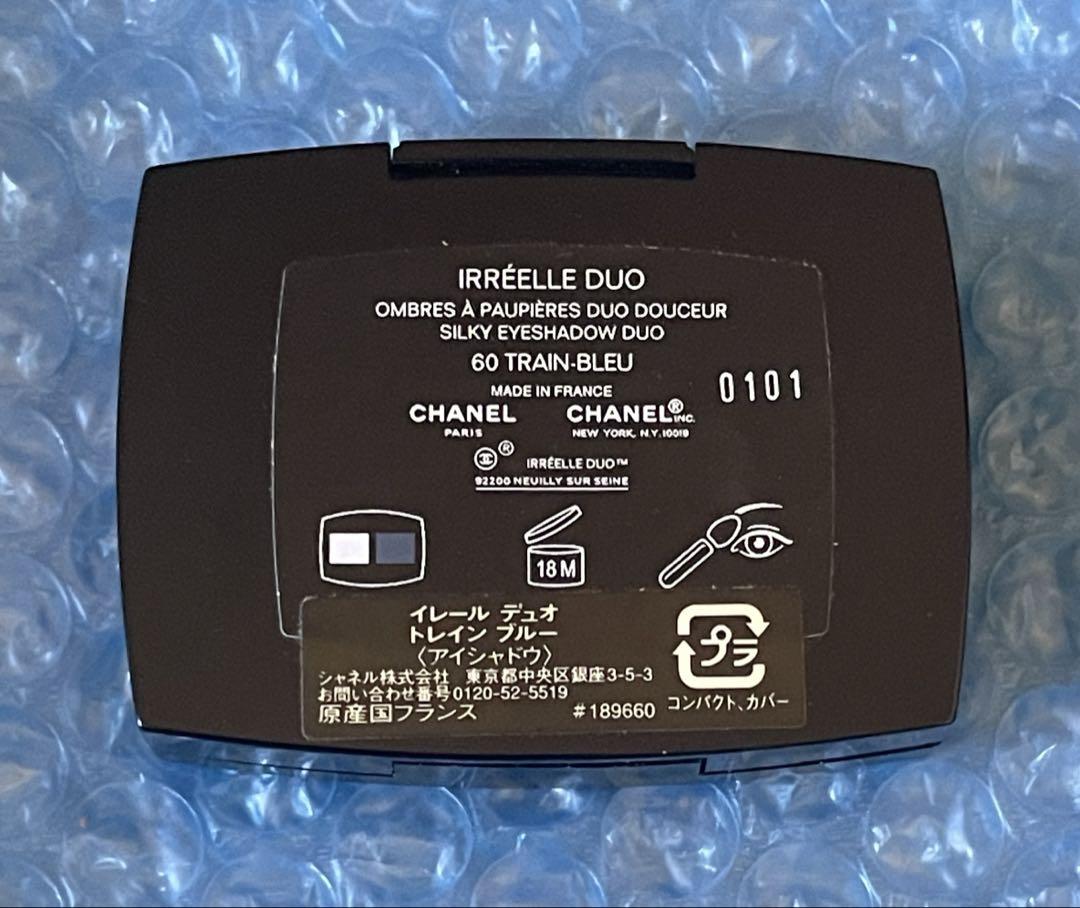 IRRÉELLE DUO
OMBRES À PAUPIÈRES DUO DOUCEUR
SILKY EYESHADOW DUO
60 TRAIN-BLEU
0101
MADE IN FRANCE
CHANEL CHANEL® INC.
PARIS NEW YORK, N.Y. 10019
® IRRÉELLE DUO™
92200 NEUILLY SUR SEINE
18M
イレール デュオ
トレイン ブルー
〈アイシャドウ〉
シャネル株式会社 東京都中央区銀座3-5-3
お問い合わせ番号0120-52-5519
原産国フランス #189660
プラ
コンパクト、カバー